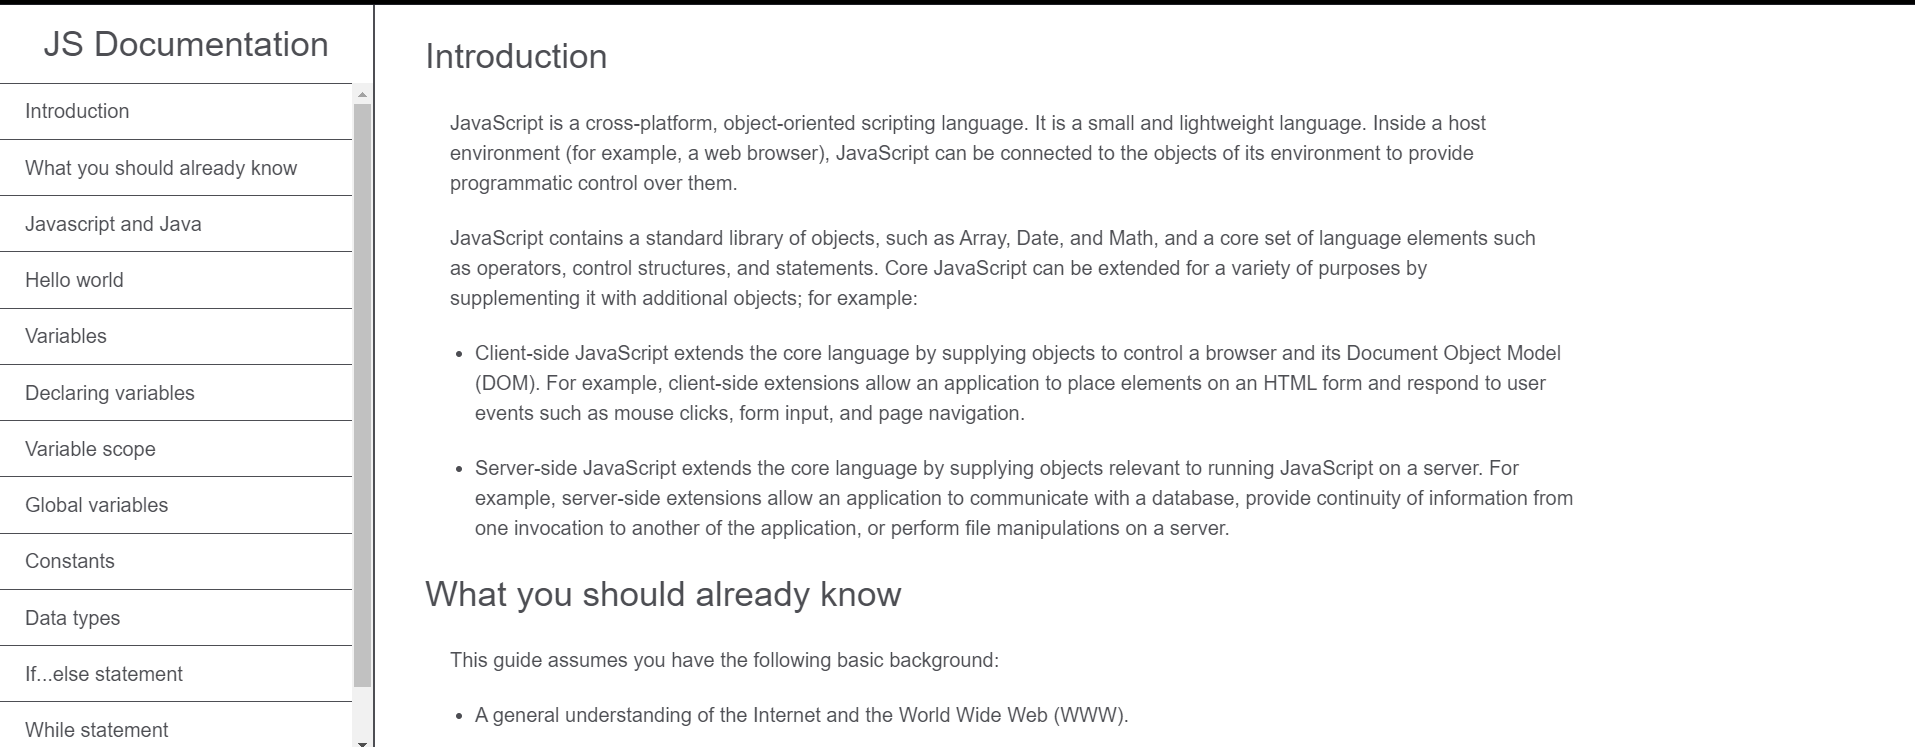 JS Documentation
Introduction
What you should already know
Javascript and Java
Hello world
Variables
Declaring variables
Variable scope
Global variables
Constants
Data types
If...else statement
While statement
Introduction
JavaScript is a cross-platform, object-oriented scripting language. It is a small and lightweight language. Inside a host
environment (for example, a web browser), JavaScript can be connected to the objects of its environment to provide
programmatic control over them.
JavaScript contains a standard library of objects, such as Array, Date, and Math, and a core set of language elements such
as operators, control structures, and statements. Core JavaScript can be extended for a variety of purposes by
supplementing it with additional objects; for example:
• Client-side JavaScript extends the core language by supplying objects to control a browser and its Document Object Model
(DOM). For example, client-side extensions allow an application to place elements on an HTML form and respond to user
events such as mouse clicks, form input, and page navigation.
• Server-side JavaScript extends the core language by supplying objects relevant to running JavaScript on a server. For
example, server-side extensions allow an application to communicate with a database, provide continuity of information from
one invocation to another of the application, or perform file manipulations on a server.
What you should already know
This guide assumes you have the following basic background:
• A general understanding of the Internet and the World Wide Web (WWW).